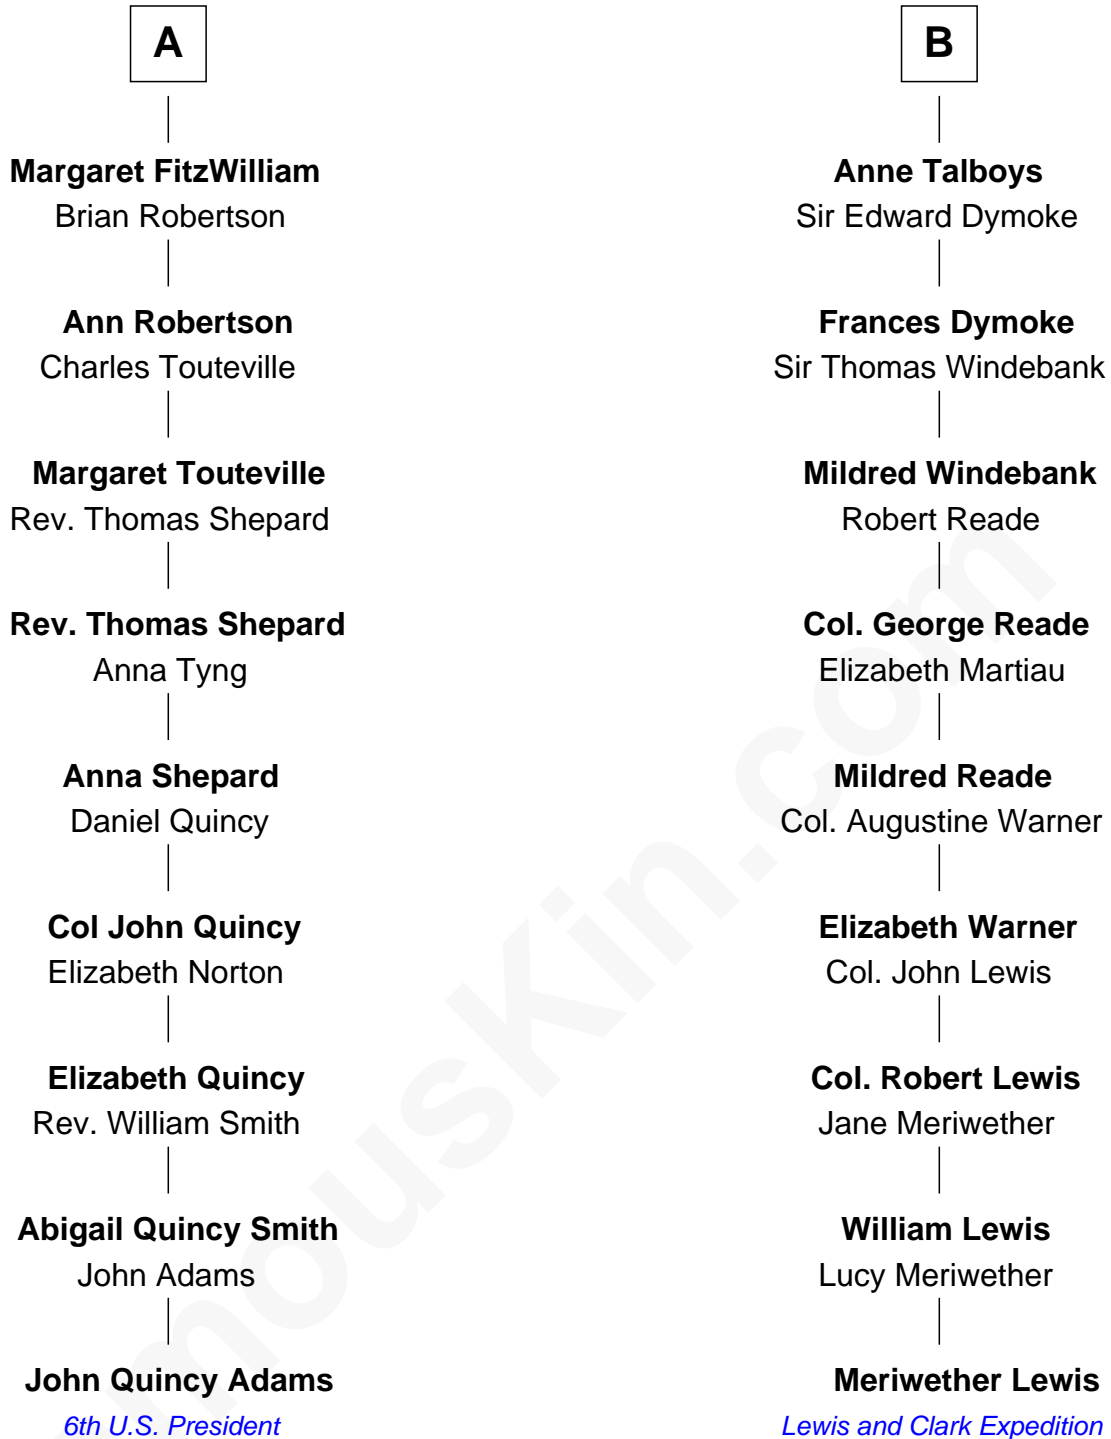 A
Margaret FitzWilliam
Brian Robertson
Ann Robertson
Charles Touteville
Margaret Touteville
Rev. Thomas Shepard
Rev. Thomas Shepard
Anna Tyng
Anna Shepard
Daniel Quincy
Col John Quincy
Elizabeth Norton
Elizabeth Quincy
Rev. William Smith
Abigail Quincy Smith
John Adams
John Quincy Adams
6th U.S. President
B
Anne Talboys
Sir Edward Dymoke
Frances Dymoke
Sir Thomas Windebank
Mildred Windebank
Robert Reade
Col. George Reade
Elizabeth Martiau
Mildred Reade
Col. Augustine Warner
Elizabeth Warner
Col. John Lewis
Col. Robert Lewis
Jane Meriwether
William Lewis
Lucy Meriwether
Meriwether Lewis
Lewis and Clark Expedition
mousKin.com